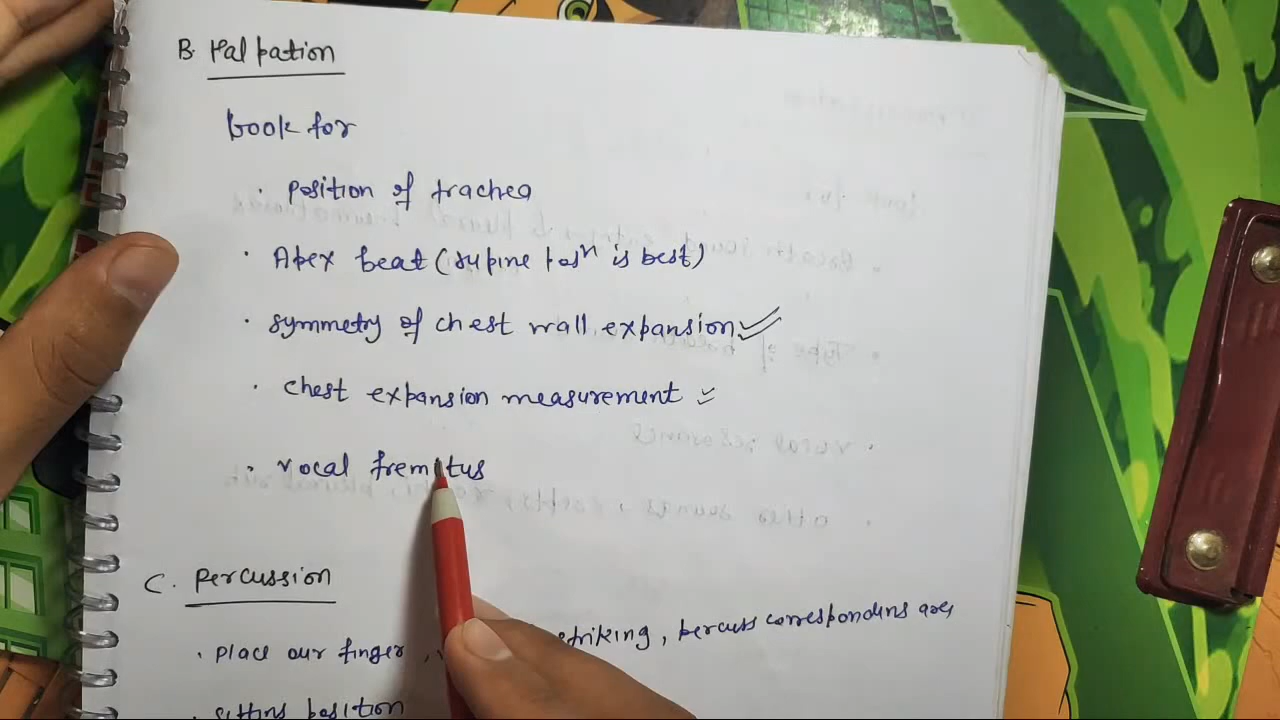 B. Palpation
Look for
• Position of trachea
• Apex beat (supine posn is best)
• symmetry of chest wall expansion
• chest expansion measurement
• vocal fremitus
C. Percussion
• place our finger, striking, percuss corresponding area
• sitting position